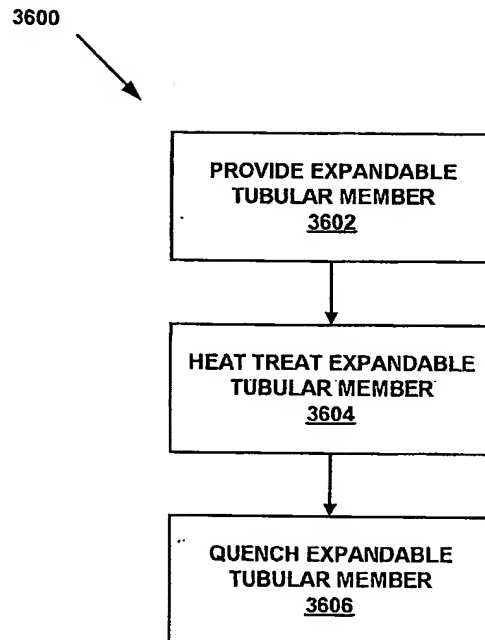 3600
PROVIDE EXPANDABLE
TUBULAR MEMBER
3602
HEAT TREAT EXPANDABLE
TUBULAR MEMBER
3604
QUENCH EXPANDABLE
TUBULAR MEMBER
3606